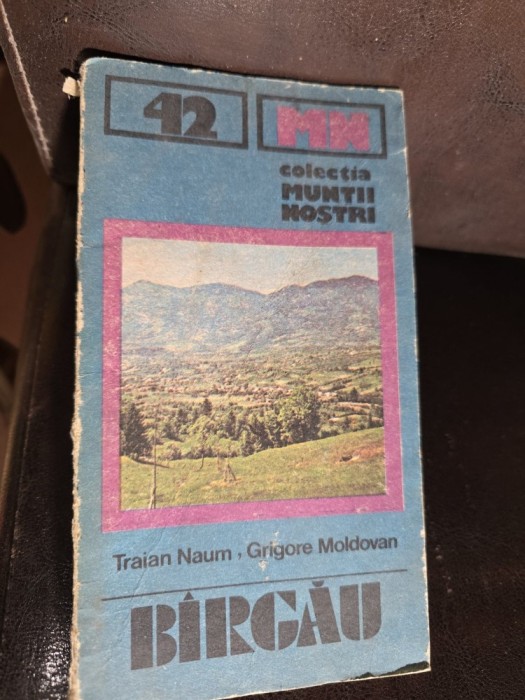 42
MN
colecția
MUNȚII
NOȘTRI
Traian Naum, Grigore Moldovan
BÎRGĂU